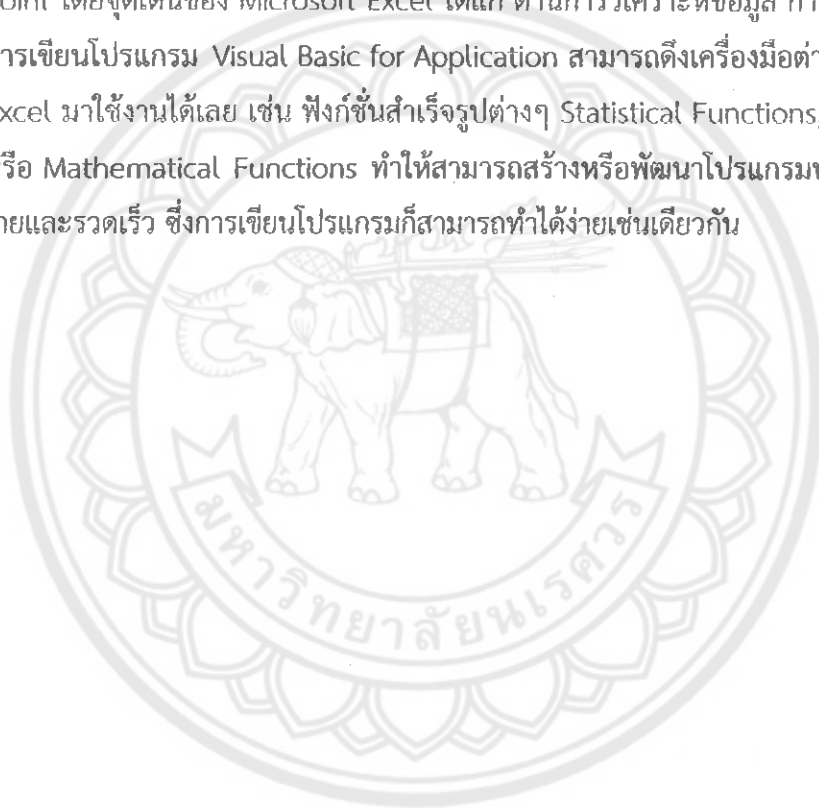 โดยจุดเด่นของ Microsoft Excel ได้แก่ ด้านการวิเคราะห์ข้อมูล
การเขียนโปรแกรม Visual Basic for Application สามารถดึงเครื่องมือต่า
xcel มาใช้งานได้เลย เช่น ฟังก์ชั่นสำเร็จรูปต่างๆ Statistical Functions,
รือ Mathematical Functions ทำให้สามารถสร้างหรือพัฒนาโปรแกรม
ายและรวดเร็ว ซึ่งการเขียนโปรแกรมก็สามารถทำได้ง่ายเช่นเดียวกัน
มหาวิทยาลัยนเรศวร